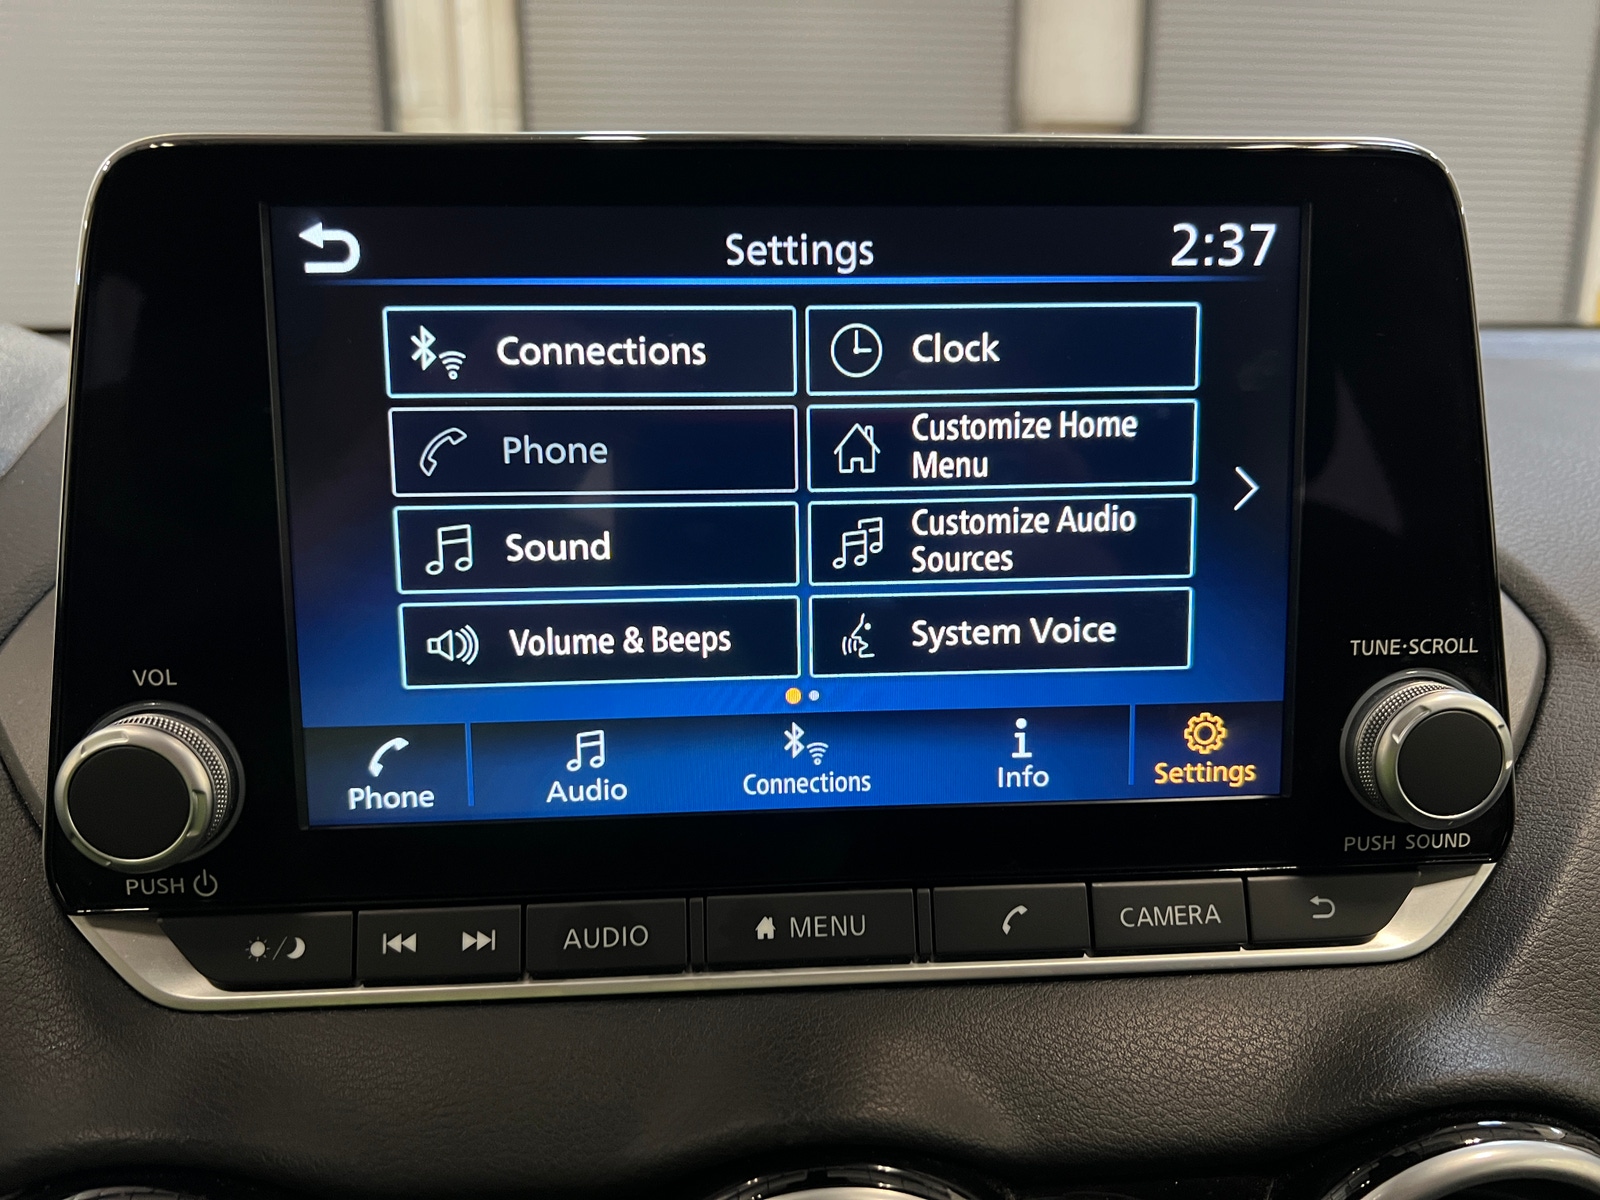 Settings
2:37
Connections
Clock
Phone
Customize Home
Menu
Sound
Customize Audio
Sources
Volume & Beeps
System Voice
Phone
Audio
Connections
Info
Settings
VOL
PUSH
TUNE·SCROLL
PUSH SOUND
AUDIO
MENU
CAMERA